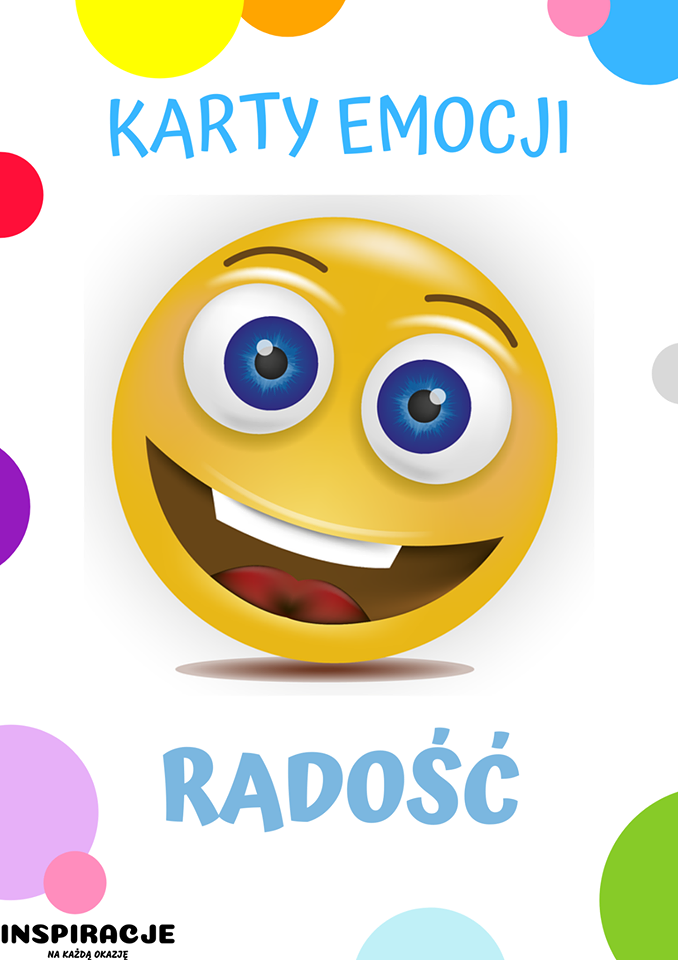 KARTY EMOCJI
RADOŚĆ
INSPIRACJE
NA KAŻDĄ OKAZJĘ